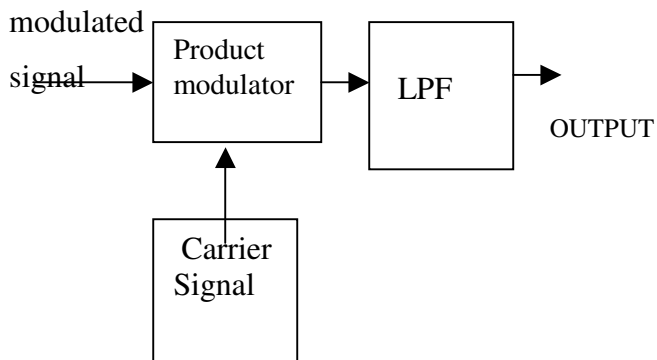 modulated
signal
Product
modulator
LPF
OUTPUT
Carrier
Signal